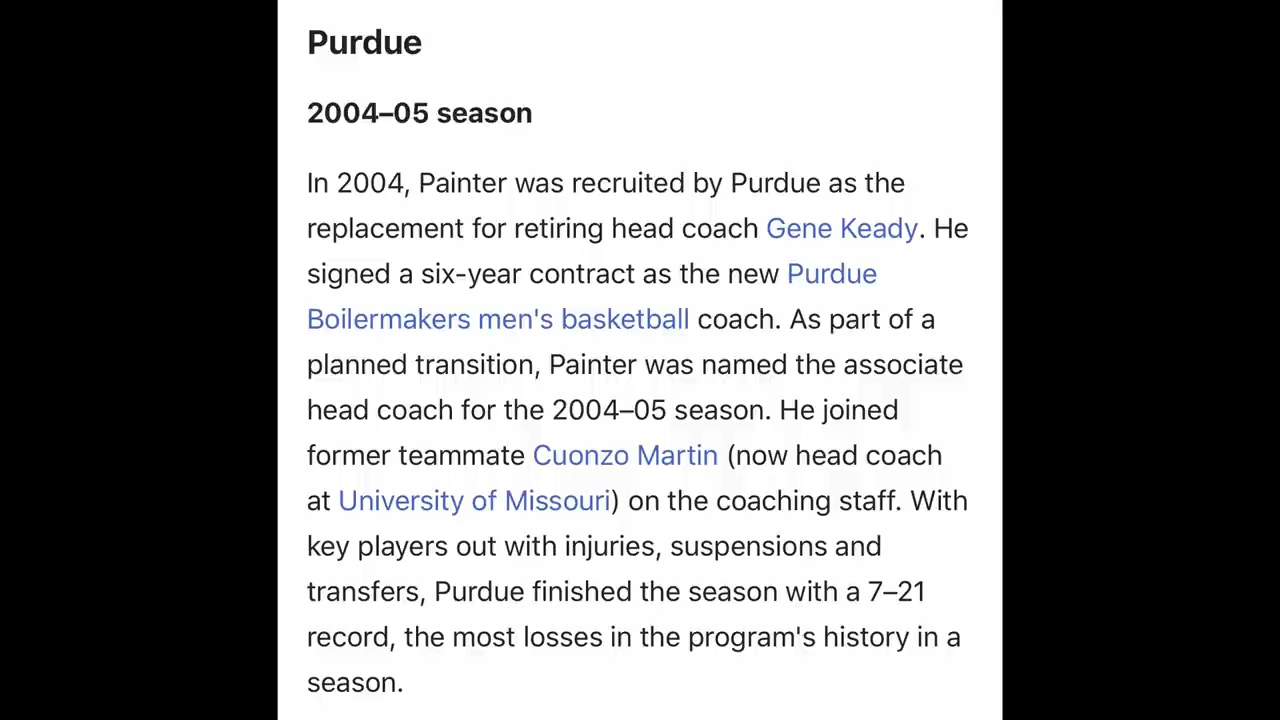 Purdue
2004–05 season
In 2004, Painter was recruited by Purdue as the
replacement for retiring head coach Gene Keady. He
signed a six-year contract as the new Purdue
Boilermakers men's basketball coach. As part of a
planned transition, Painter was named the associate
head coach for the 2004–05 season. He joined
former teammate Cuonzo Martin (now head coach
at University of Missouri) on the coaching staff. With
key players out with injuries, suspensions and
transfers, Purdue finished the season with a 7–21
record, the most losses in the program's history in a
season.